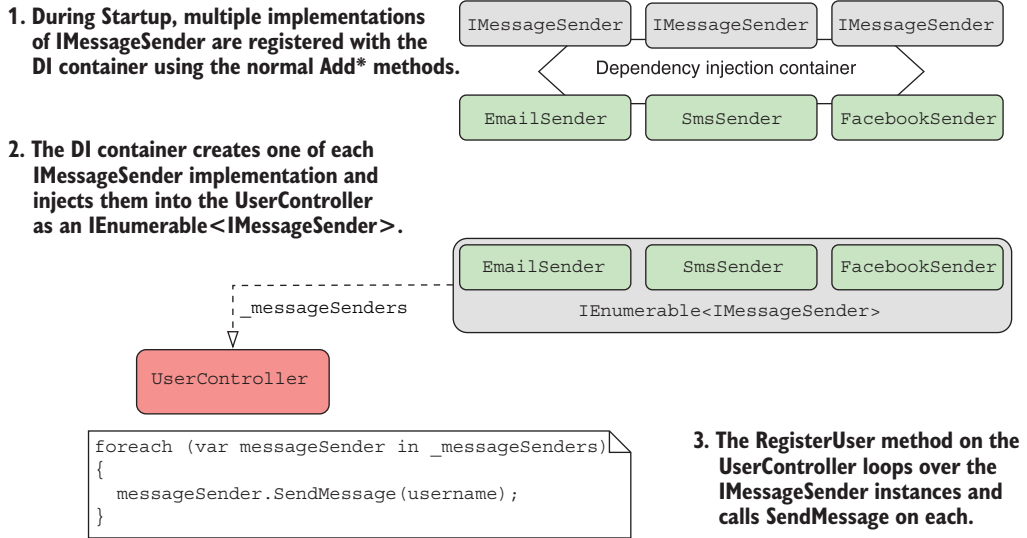 1. During Startup, multiple implementations
of IMessageSender are registered with the
DI container using the normal Add* methods.
IMessageSender
IMessageSender
IMessageSender
Dependency injection container
EmailSender
SmsSender
FacebookSender
2. The DI container creates one of each
IMessageSender implementation and
injects them into the UserController
as an IEnumerable<IMessageSender>.
EmailSender
SmsSender
FacebookSender
IEnumerable<IMessageSender>
_messageSenders
UserController
foreach (var messageSender in _messageSenders)
{
messageSender.SendMessage(username);
}
3. The RegisterUser method on the
UserController loops over the
IMessageSender instances and
calls SendMessage on each.